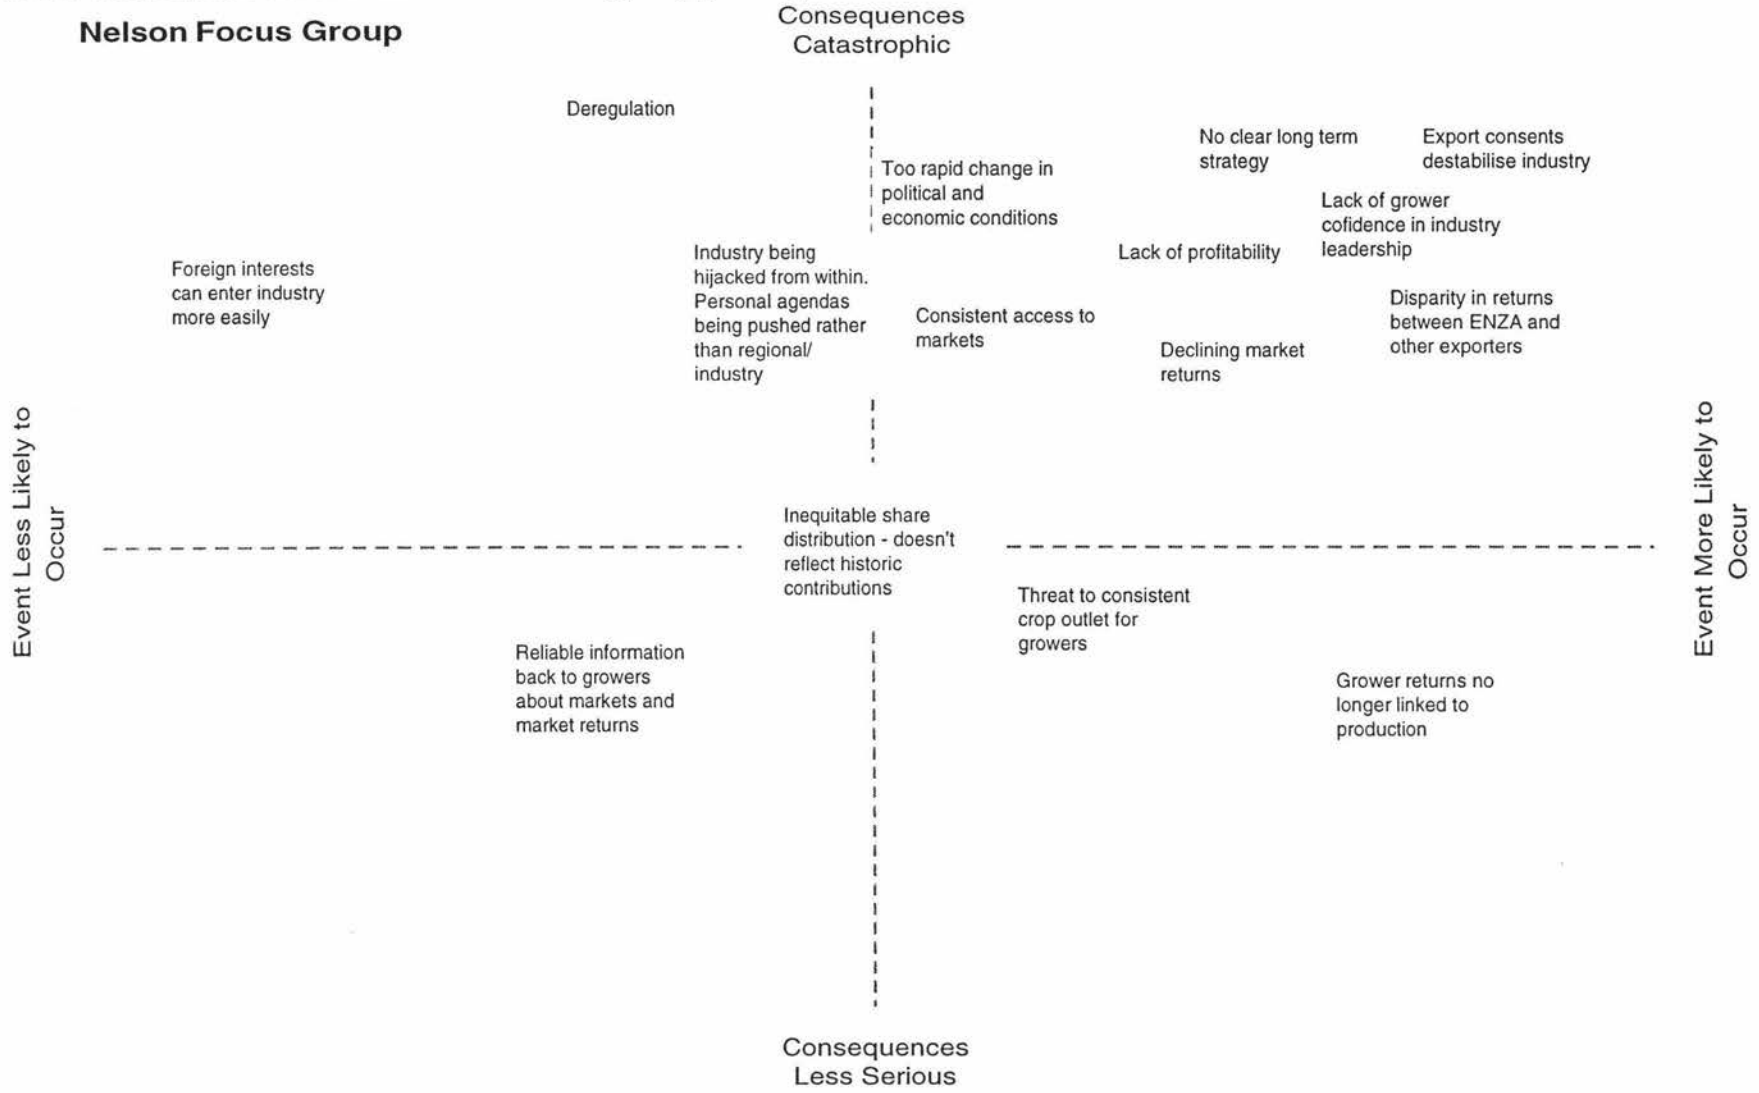 Nelson Focus Group
Consequences
Catastrophic
Deregulation
Too rapid change in
political and
economic conditions
No clear long term
strategy
Export consents
destabilise industry
Lack of grower
cofidence in industry
leadership
Lack of profitability
Foreign interests
can enter industry
more easily
Industry being
hijacked from within.
Personal agendas
being pushed rather
than regional/
industry
Consistent access to
markets
Declining market
returns
Disparity in returns
between ENZA and
other exporters
Event Less Likely to
Occur
Inequitable share
distribution - doesn't
reflect historic
contributions
Event More Likely to
Occur
Threat to consistent
crop outlet for
growers
Reliable information
back to growers
about markets and
market returns
Grower returns no
longer linked to
production
Consequences
Less Serious